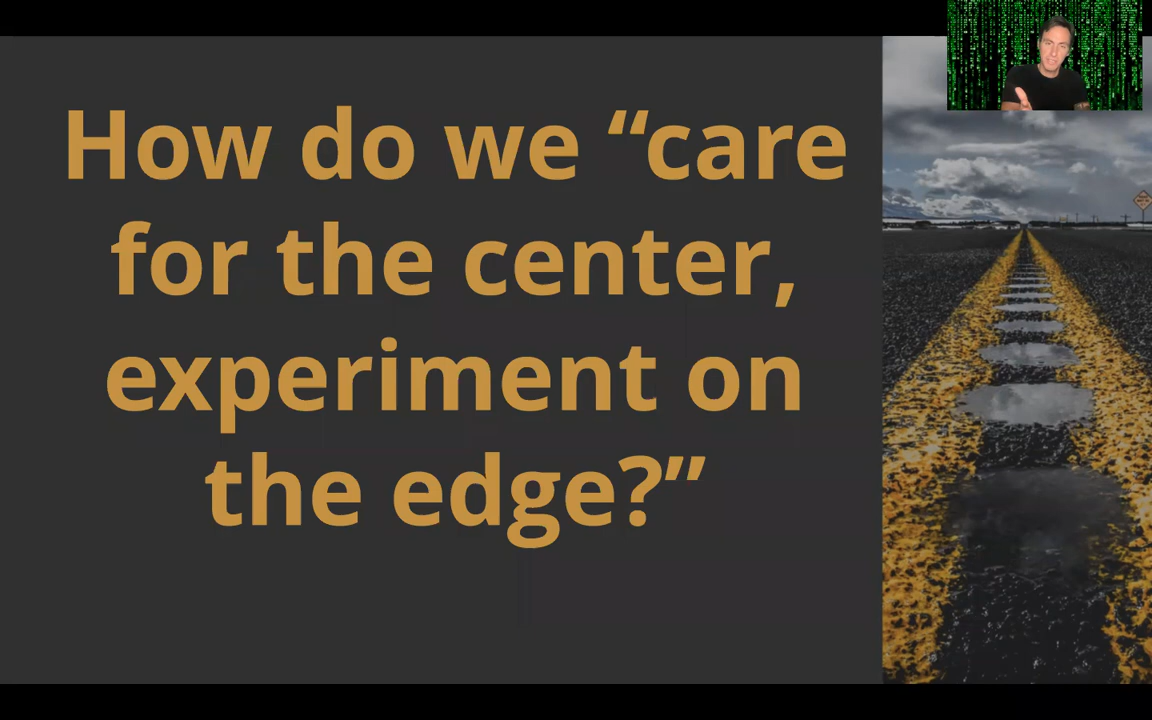 How do we “care
for the center,
experiment on
the edge?”